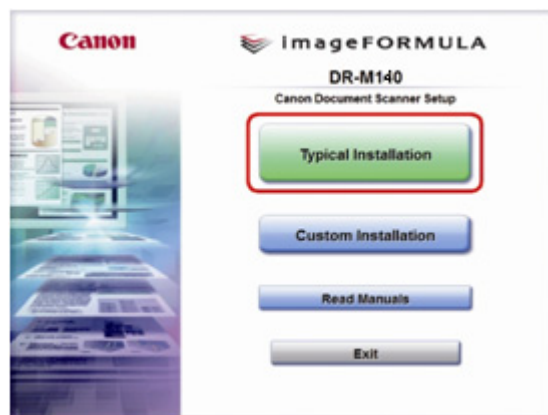 Canon
imageFORMULA
DR-M140
Canon Document Scanner Setup
Typical Installation
Custom Installation
Read Manuals
Exit